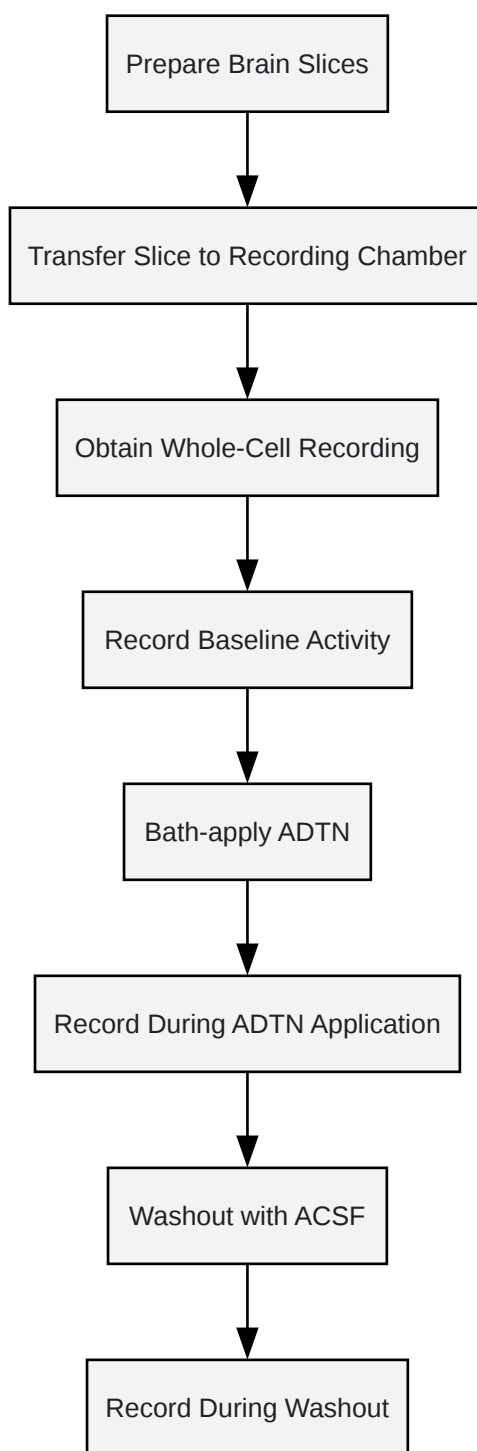 Prepare Brain Slices
Transfer Slice to Recording Chamber
Obtain Whole-Cell Recording
Record Baseline Activity
Bath-apply ADTN
Record During ADTN Application
Washout with ACSF
Record During Washout